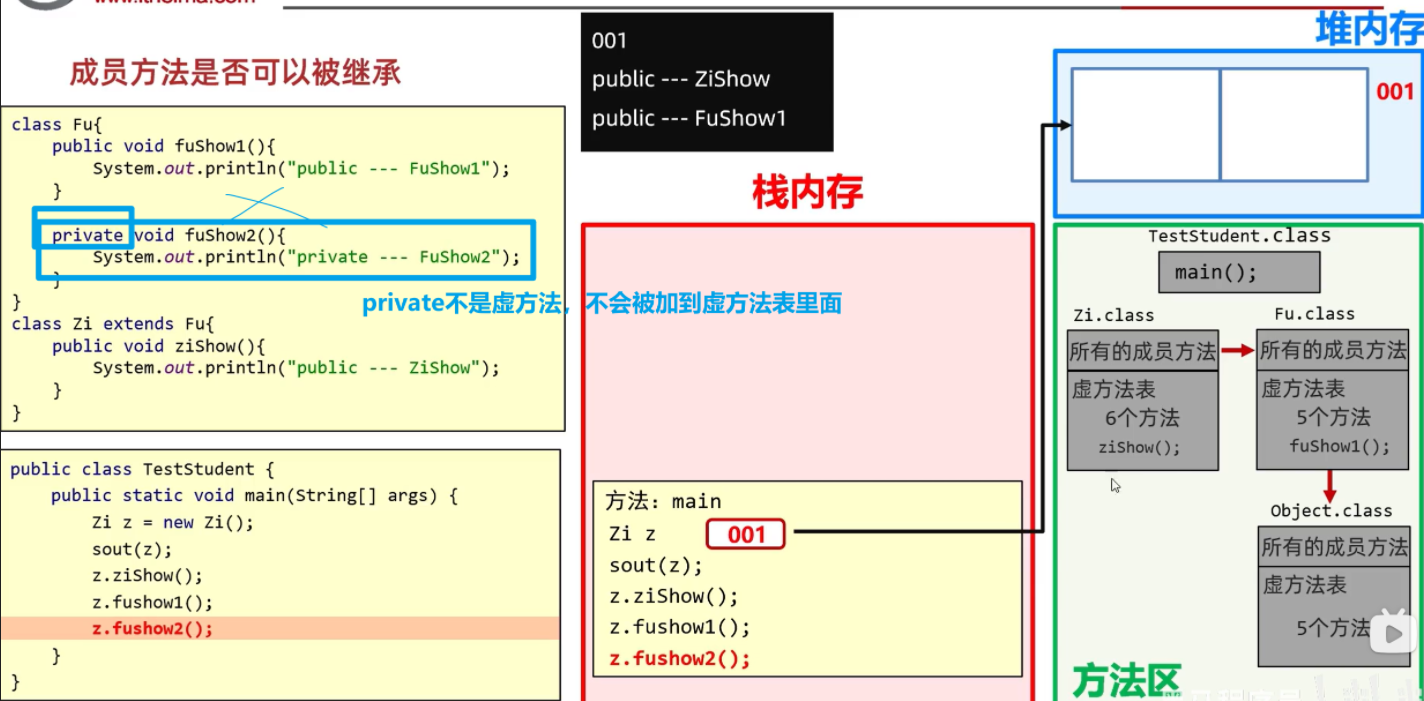 成员方法是否可以被继承
class Fu{
public void fuShow1(){
System.out.println("public --- FuShow1");
}
private void fuShow2(){
System.out.println("private --- FuShow2");
}
}
class Zi extends Fu{
public void ziShow(){
System.out.println("public --- ZiShow");
}
}
private不是虚方法，不会被加到虚方法表里面
public class TestStudent {
public static void main(String[] args) {
Zi z = new Zi();
sout(z);
z.ziShow();
z.fushow1();
z.fushow2();
}
}
001
public --- ZiShow
public --- FuShow1
栈内存
方法：main
Zi z 001
sout(z);
z.ziShow();
z.fushow1();
z.fushow2();
堆内存
001
TestStudent.class
main();
Zi.class
所有的成员方法
虚方法表
6个方法
ziShow();
Fu.class
所有的成员方法
虚方法表
5个方法
fuShow1();
Object.class
所有的成员方法
虚方法表
5个方法
方法区